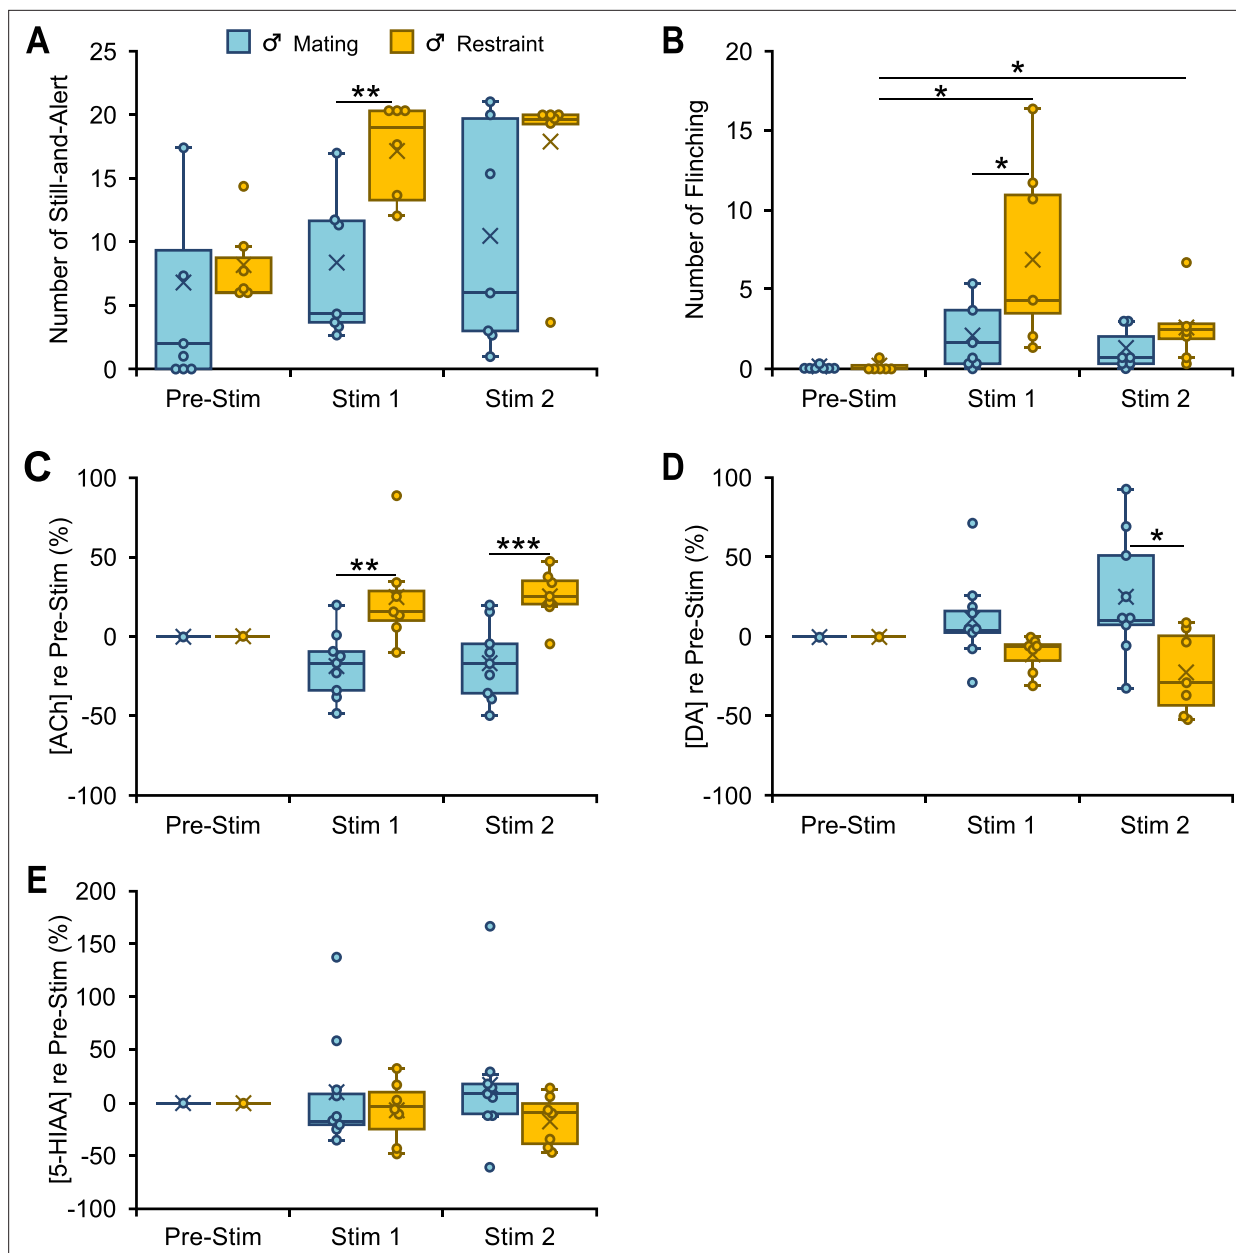 A
♂ Mating
♂ Restraint
Number of Still-and-Alert
25
20
15
10
5
0
**
Pre-Stim
Stim 1
Stim 2
B
Number of Flinching
20
15
10
5
0
*
*
*
Pre-Stim
Stim 1
Stim 2
C
[ACh] re Pre-Stim (%)
100
50
0
-50
-100
**
***
Pre-Stim
Stim 1
Stim 2
D
[DA] re Pre-Stim (%)
100
50
0
-50
-100
*
Pre-Stim
Stim 1
Stim 2
E
[5-HIAA] re Pre-Stim (%)
200
150
100
50
0
-50
-100
Pre-Stim
Stim 1
Stim 2